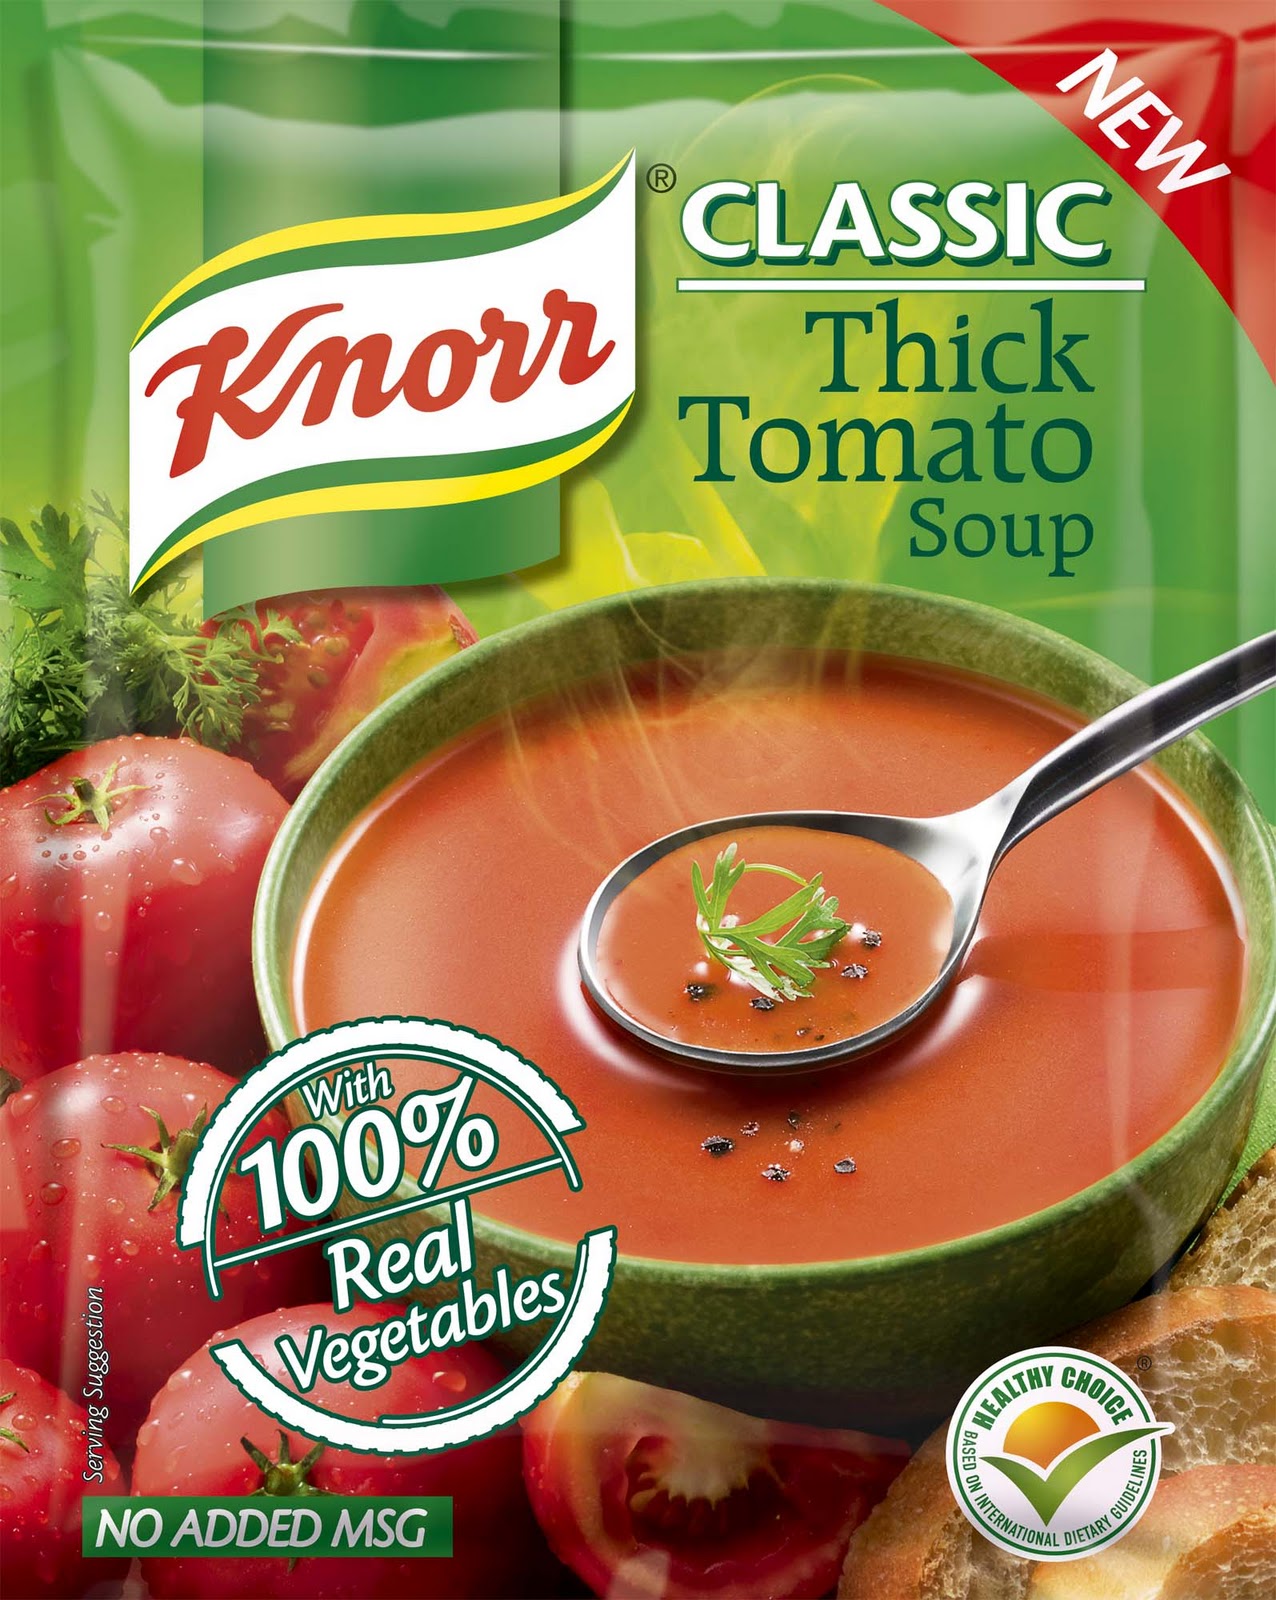 NEW
Knorr®
CLASSIC
Thick
Tomato
Soup
With
100%
Real
Vegetables
Serving Suggestion
NO ADDED MSG
HEALTHY CHOICE ®
BASED ON INTERNATIONAL DIETARY GUIDELINES